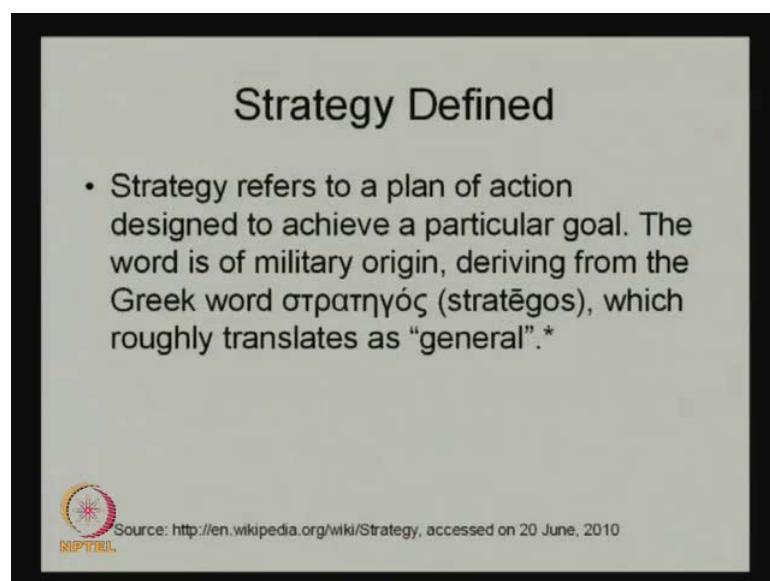 Strategy Defined
• Strategy refers to a plan of action
designed to achieve a particular goal. The
word is of military origin, deriving from the
Greek word στρατηγός (stratēgos), which
roughly translates as “general”.*
*Source: http://en.wikipedia.org/wiki/Strategy, accessed on 20 June, 2010
NPTEL